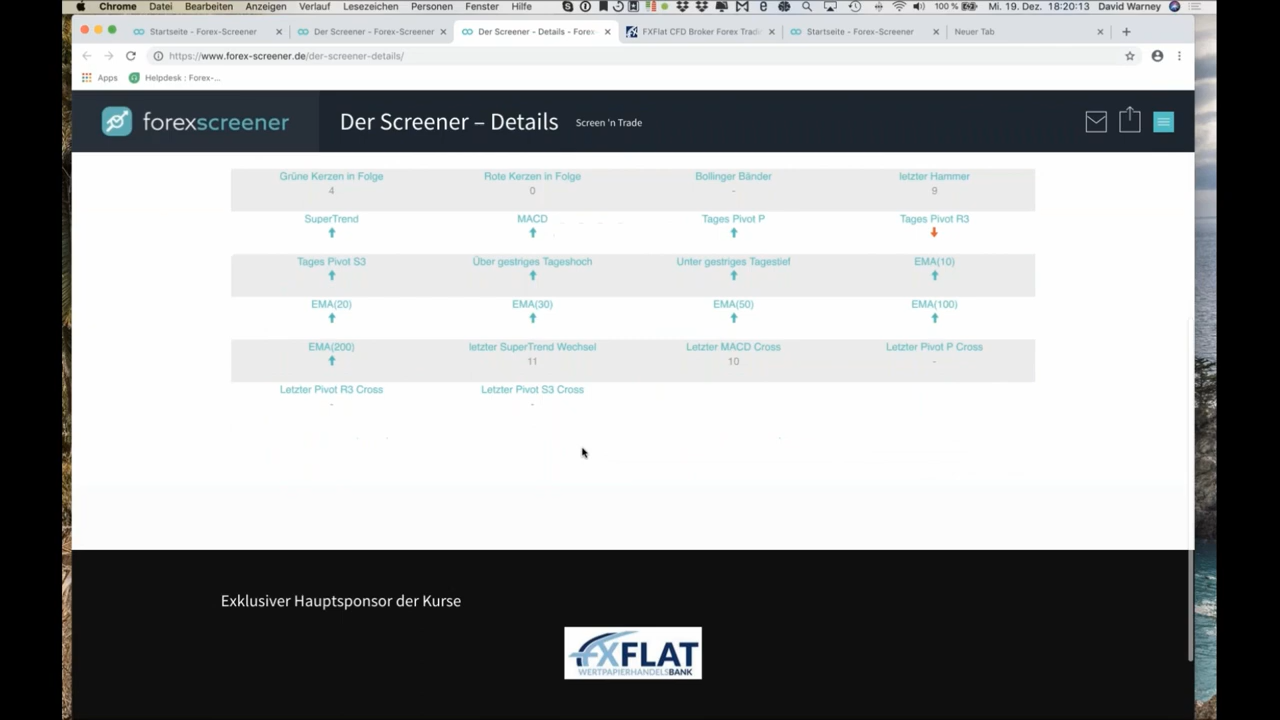 Chrome Datei Bearbeiten Anzeigen Verlauf Lesezeichen Personen Fenster Hilfe 100 % Mi. 19. Dez. 18:20:13 David Warney
Startseite - Forex-Screener Der Screener – Forex-Screener Der Screener – Details - Forex- FXFlat CFD Broker Forex Tradi Startseite - Forex-Screener Neuer Tab
https://www.forex-screener.de/der-screener-details/
Apps Helpdesk : Forex-...
forexscreener Der Screener – Details Screen 'n Trade
Grüne Kerzen in Folge Rote Kerzen in Folge Bollinger Bänder letzter Hammer
4 0 - 9
SuperTrend MACD Tages Pivot P Tages Pivot R3
Tages Pivot S3 Über gestriges Tageshoch Unter gestriges Tagestief EMA(10)
EMA(20) EMA(30) EMA(50) EMA(100)
EMA(200) letzter SuperTrend Wechsel Letzter MACD Cross Letzter Pivot P Cross
11 10 -
Letzter Pivot R3 Cross Letzter Pivot S3 Cross
- -
Exklusiver Hauptsponsor der Kurse
FXFLAT
WERTPAPIERHANDELSBANK